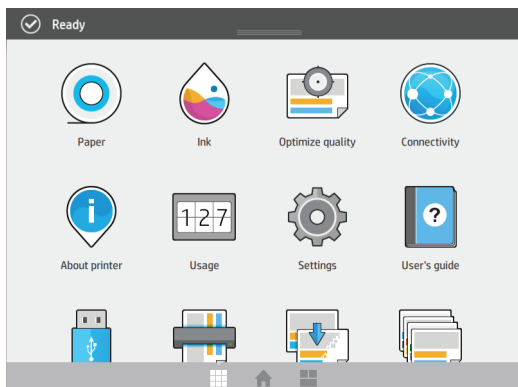 Ready
Paper
Ink
Optimize quality
Connectivity
i
127
?
About printer
Usage
Settings
User's guide